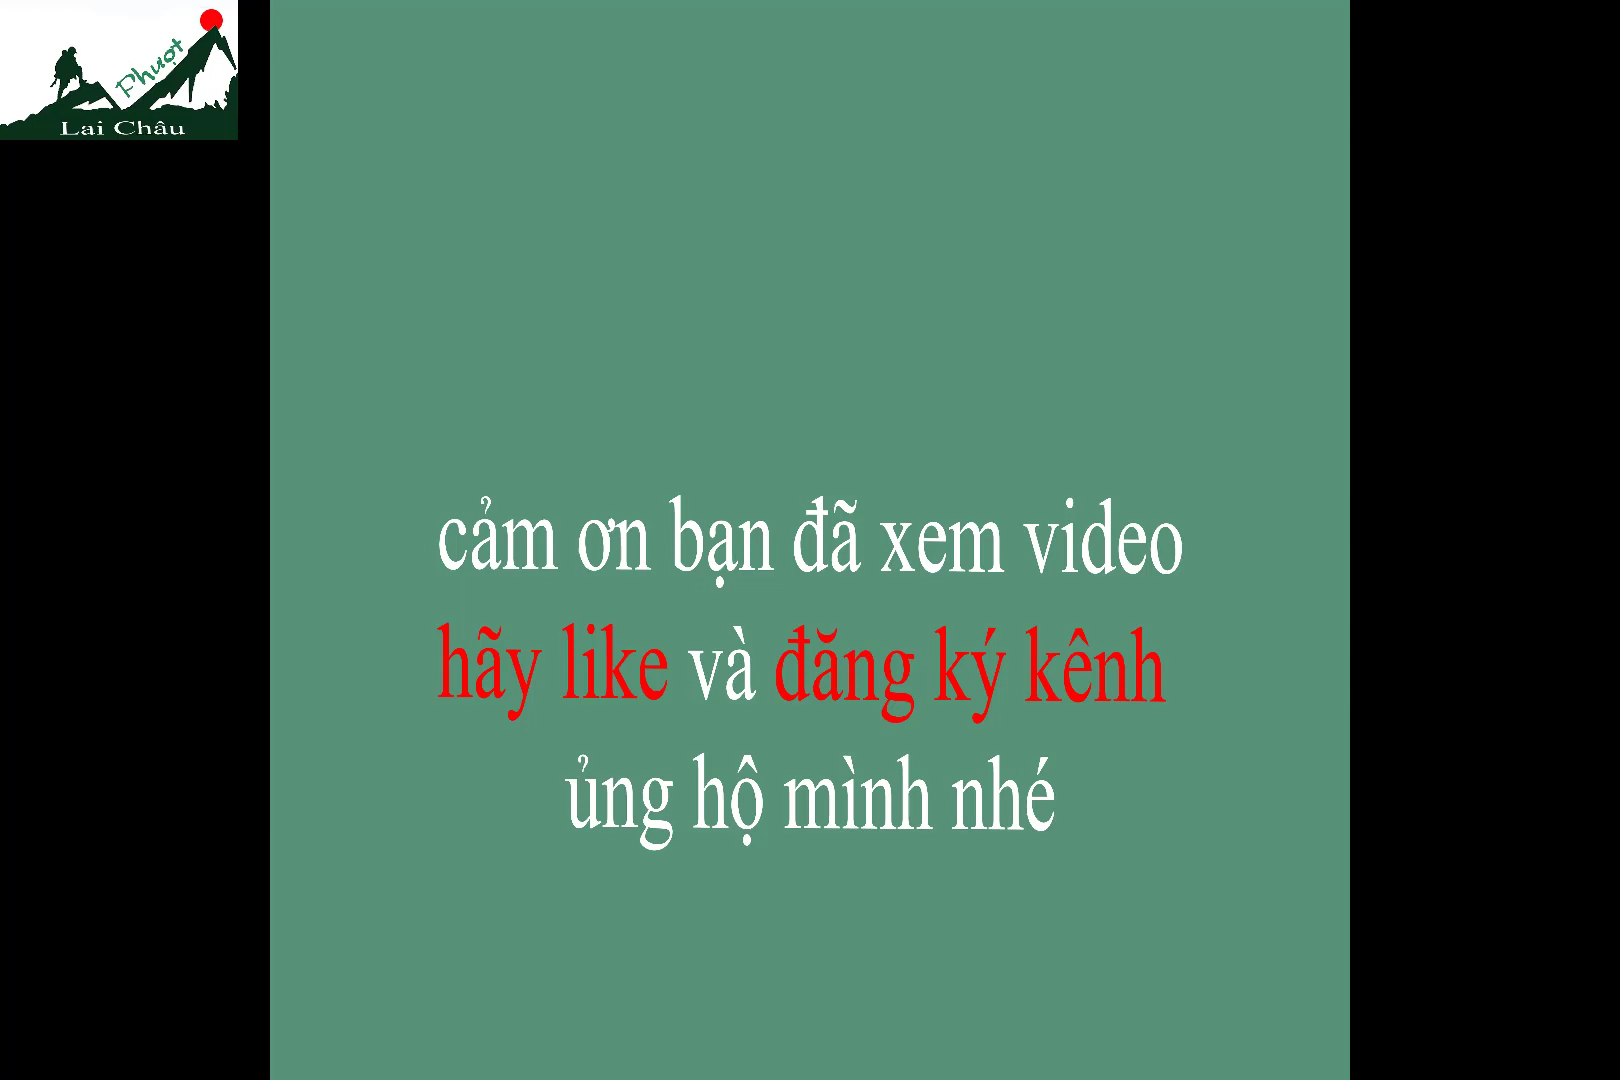 Phượt
Lai Châu
cảm ơn bạn đã xem video
hãy like và đăng ký kênh
ủng hộ mình nhé